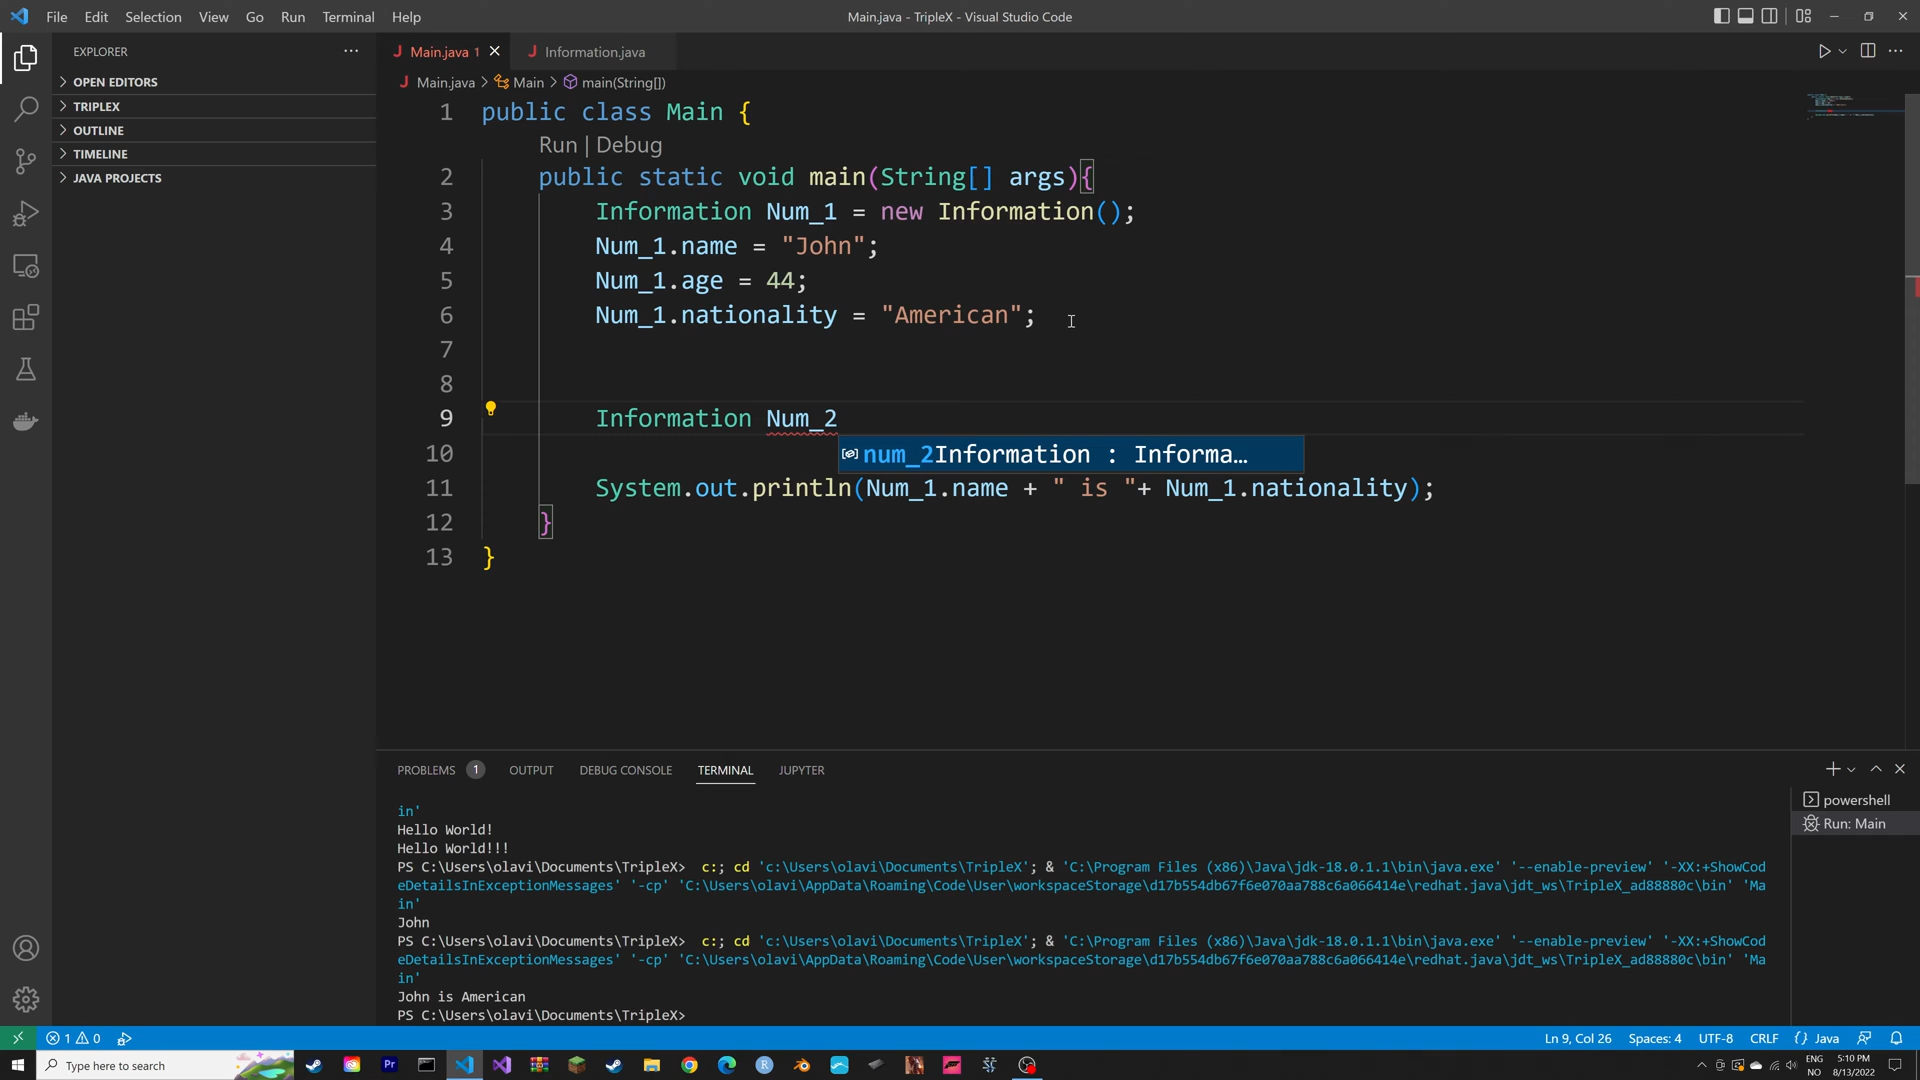 File Edit Selection View Go Run Terminal Help
Main.java - TripleX - Visual Studio Code
EXPLORER
OPEN EDITORS
TRIPLEX
OUTLINE
TIMELINE
JAVA PROJECTS
J Main.java 1
J Information.java
J Main.java > Main > main(String[])
1 public class Main {
Run | Debug
2 public static void main(String[] args){
3 Information Num_1 = new Information();
4 Num_1.name = "John";
5 Num_1.age = 44;
6 Num_1.nationality = "American";
7
8
9 Information Num_2
num_2Information : Informa…
10
11 System.out.println(Num_1.name + " is "+ Num_1.nationality);
12 }
13 }
PROBLEMS 1 OUTPUT DEBUG CONSOLE TERMINAL JUPYTER
powershell
Run: Main
in'
Hello World!
Hello World!!!
PS C:\Users\olavi\Documents\TripleX> c:; cd 'c:\Users\olavi\Documents\TripleX'; & 'C:\Program Files (x86)\Java\jdk-18.0.1.1\bin\java.exe' '--enable-preview' '-XX:+ShowCod
eDetailsInExceptionMessages' '-cp' 'C:\Users\olavi\AppData\Roaming\Code\User\workspaceStorage\d17b554db67f6e070aa788c6a066414e\redhat.java\jdt_ws\TripleX_ad88880c\bin' 'Ma
in'
John
PS C:\Users\olavi\Documents\TripleX> c:; cd 'c:\Users\olavi\Documents\TripleX'; & 'C:\Program Files (x86)\Java\jdk-18.0.1.1\bin\java.exe' '--enable-preview' '-XX:+ShowCod
eDetailsInExceptionMessages' '-cp' 'C:\Users\olavi\AppData\Roaming\Code\User\workspaceStorage\d17b554db67f6e070aa788c6a066414e\redhat.java\jdt_ws\TripleX_ad88880c\bin' 'Ma
in'
John is American
PS C:\Users\olavi\Documents\TripleX>
1 0
Ln 9, Col 26 Spaces: 4 UTF-8 CRLF {} Java
Type here to search
Pr
R
ENG
NO
5:10 PM
8/13/2022